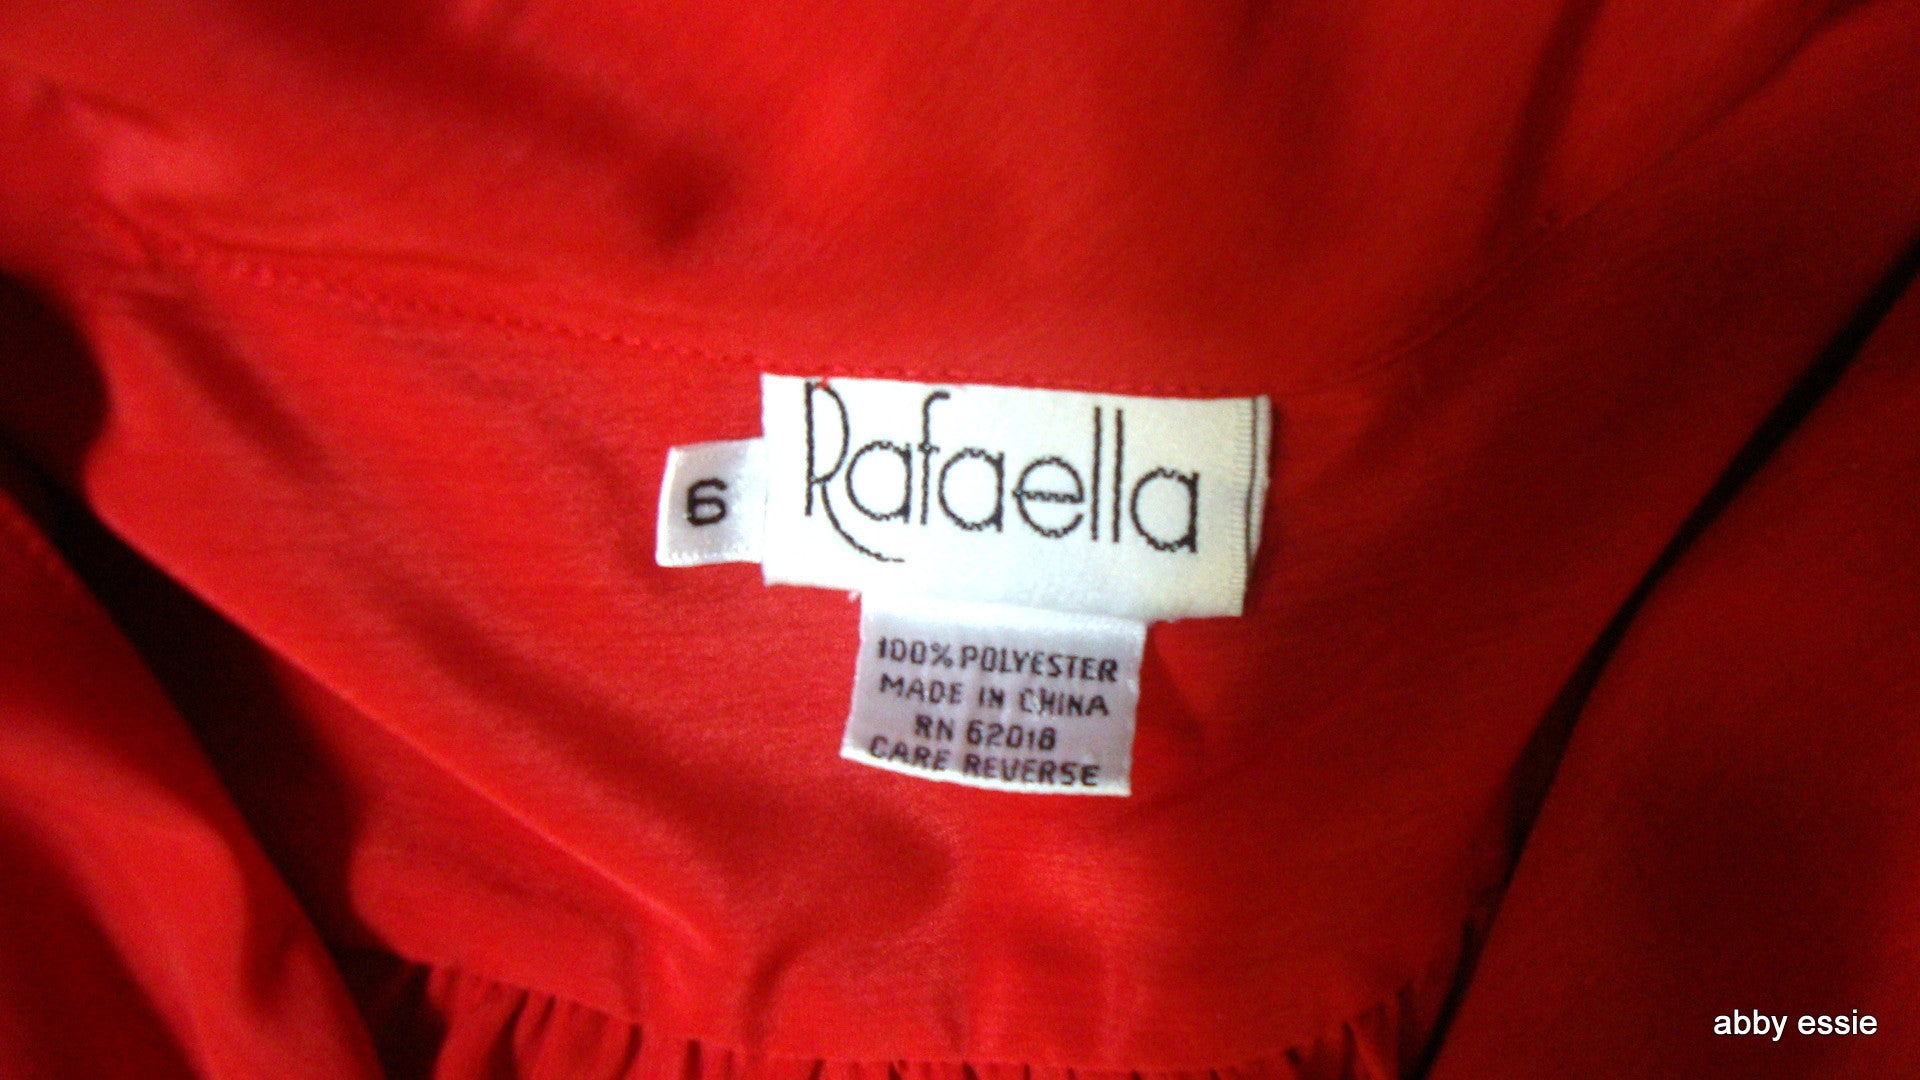 Rafaella
6
100% POLYESTER
MADE IN CHINA
RN 62018
CARE REVERSE
abby essie